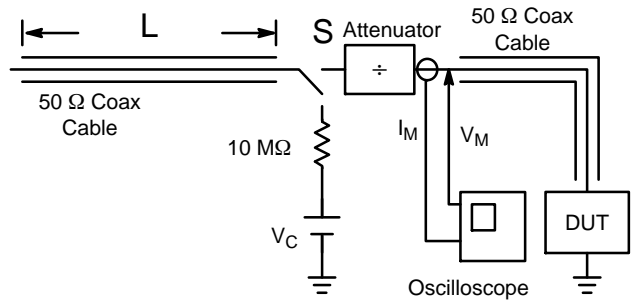 L
S
Attenuator
÷
50 Ω Coax
Cable
50 Ω Coax
Cable
10 MΩ
I_M
V_M
V_C
DUT
Oscilloscope